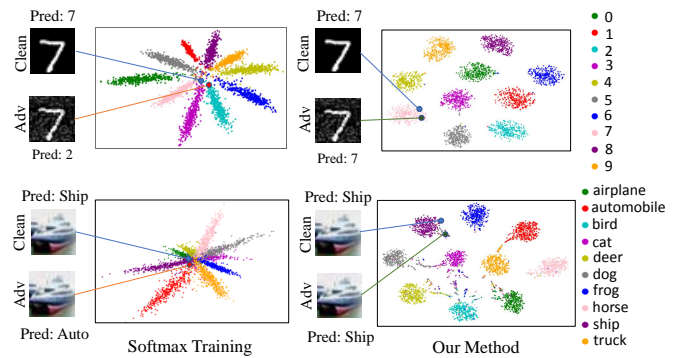 Pred: 7
Clean
Adv
Pred: 2
Pred: 7
Clean
Adv
Pred: 7
0
1
2
3
4
5
6
7
8
9
Pred: Ship
Clean
Adv
Pred: Auto
Softmax Training
Pred: Ship
Clean
Adv
Pred: Ship
Our Method
airplane
automobile
bird
cat
deer
dog
frog
horse
ship
truck